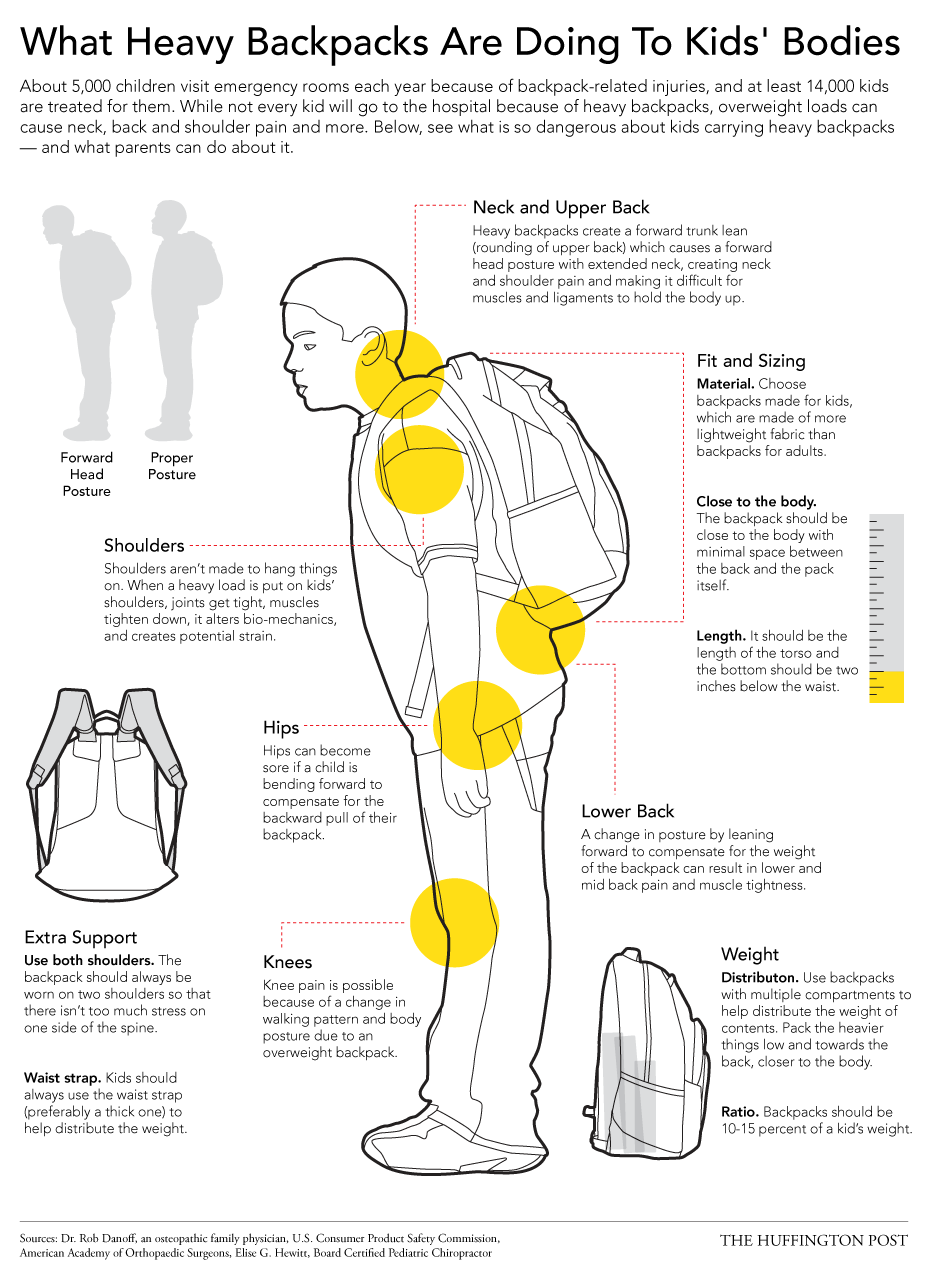 What Heavy Backpacks Are Doing To Kids' Bodies
About 5,000 children visit emergency rooms each year because of backpack-related injuries, and at least 14,000 kids
are treated for them. While not every kid will go to the hospital because of heavy backpacks, overweight loads can
cause neck, back and shoulder pain and more. Below, see what is so dangerous about kids carrying heavy backpacks
— and what parents can do about it.
Forward
Head
Posture
Proper
Posture
Neck and Upper Back
Heavy backpacks create a forward trunk lean
(rounding of upper back) which causes a forward
head posture with extended neck, creating neck
and shoulder pain and making it difficult for
muscles and ligaments to hold the body up.
Fit and Sizing
Material. Choose
backpacks made for kids,
which are made of more
lightweight fabric than
backpacks for adults.
Close to the body.
The backpack should be
close to the body with
minimal space between
the back and the pack
itself.
Length. It should be the
length of the torso and
the bottom should be two
inches below the waist.
Shoulders
Shoulders aren't made to hang things
on. When a heavy load is put on kids'
shoulders, joints get tight, muscles
tighten down, it alters bio-mechanics,
and creates potential strain.
Hips
Hips can become
sore if a child is
bending forward to
compensate for the
backward pull of their
backpack.
Lower Back
A change in posture by leaning
forward to compensate for the weight
of the backpack can result in lower and
mid back pain and muscle tightness.
Extra Support
Use both shoulders. The
backpack should always be
worn on two shoulders so that
there isn't too much stress on
one side of the spine.
Waist strap. Kids should
always use the waist strap
(preferably a thick one) to
help distribute the weight.
Knees
Knee pain is possible
because of a change in
walking pattern and body
posture due to an
overweight backpack.
Weight
Distributon. Use backpacks
with multiple compartments to
help distribute the weight of
contents. Pack the heavier
things low and towards the
back, closer to the body.
Ratio. Backpacks should be
10-15 percent of a kid's weight.
Sources: Dr. Rob Danoff, an osteopathic family physician, U.S. Consumer Product Safety Commission,
American Academy of Orthopaedic Surgeons, Elise G. Hewitt, Board Certified Pediatric Chiropractor
THE HUFFINGTON POST